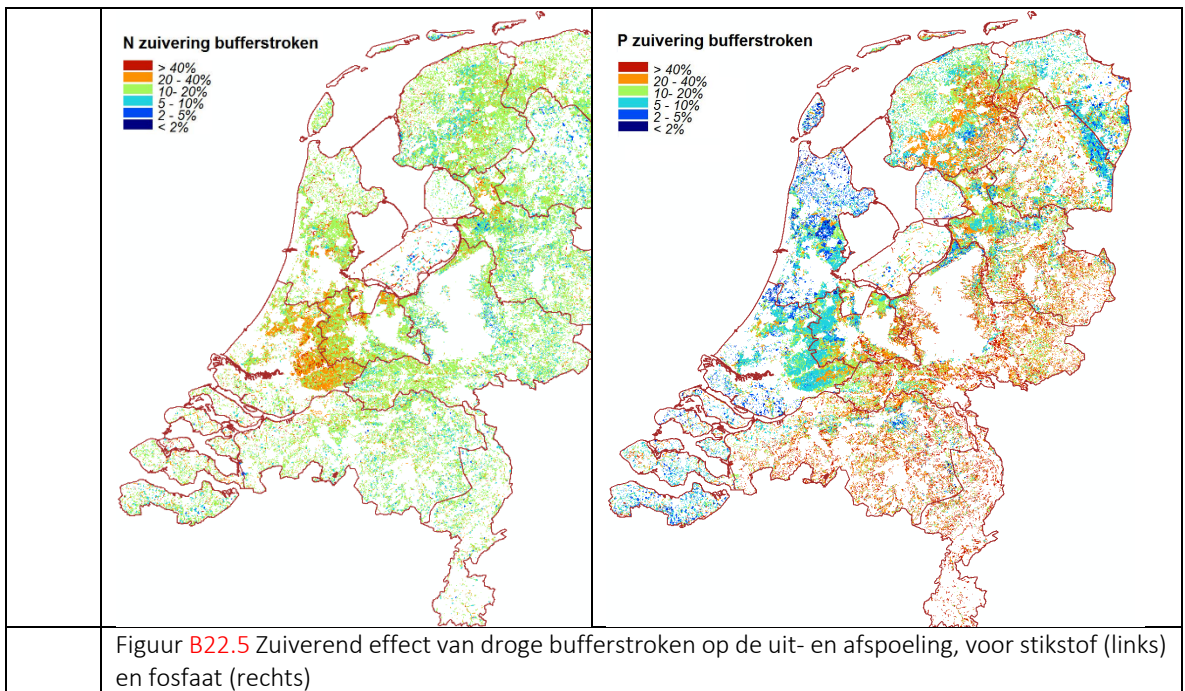 N zuivering bufferstroken
> 40%
20 - 40%
10- 20%
5 - 10%
2 - 5%
< 2%
P zuivering bufferstroken
> 40%
20 - 40%
10- 20%
5 - 10%
2 - 5%
< 2%
Figuur B22.5 Zuiverend effect van droge bufferstroken op de uit- en afspoeling, voor stikstof (links)
en fosfaat (rechts)